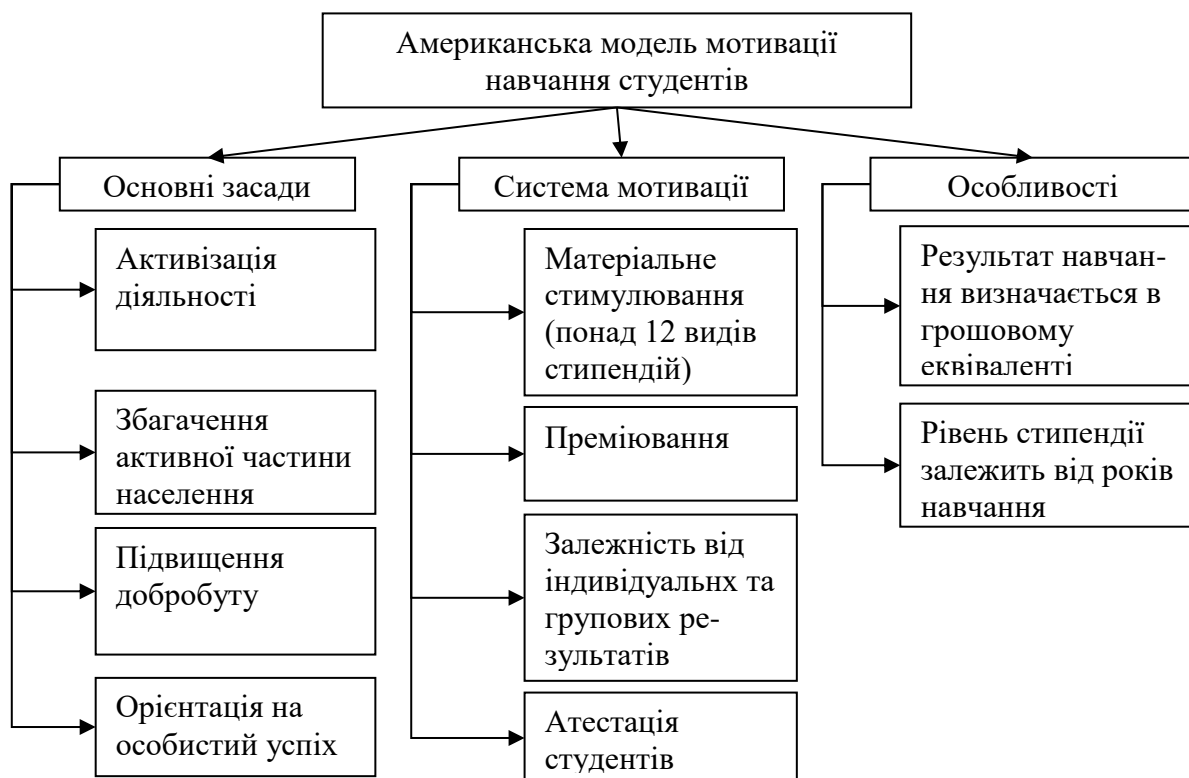 Американська модель мотивації
навчання студентів
Основні засади
Активізація
діяльності
Збагачення
активної частини
населення
Підвищення
добробуту
Орієнтація на
особистий успіх
Система мотивації
Матеріальне
стимулювання
(понад 12 видів
стипендій)
Преміювання
Залежність від
індивідуальнх та
групових ре-
зультатів
Атестація
студентів
Особливості
Результат навчан-
ня визначається в
грошовому
еквіваленті
Рівень стипендії
залежить від років
навчання